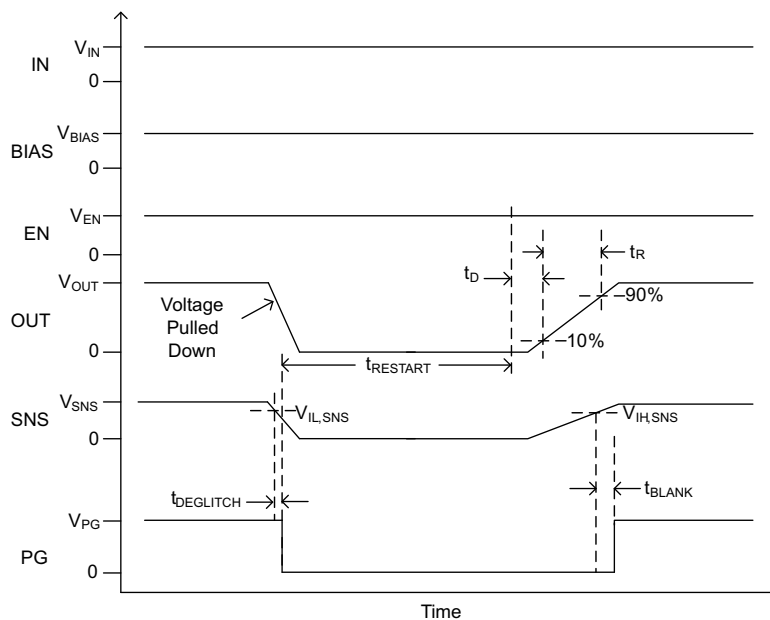 IN
V_IN
0
BIAS
V_BIAS
0
EN
V_EN
0
t_D
t_R
OUT
V_OUT
Voltage
Pulled
Down
90%
0
10%
t_RESTART
SNS
V_SNS
V_IL,SNS
V_IH,SNS
0
t_DEGLITCH
t_BLANK
PG
V_PG
0
Time